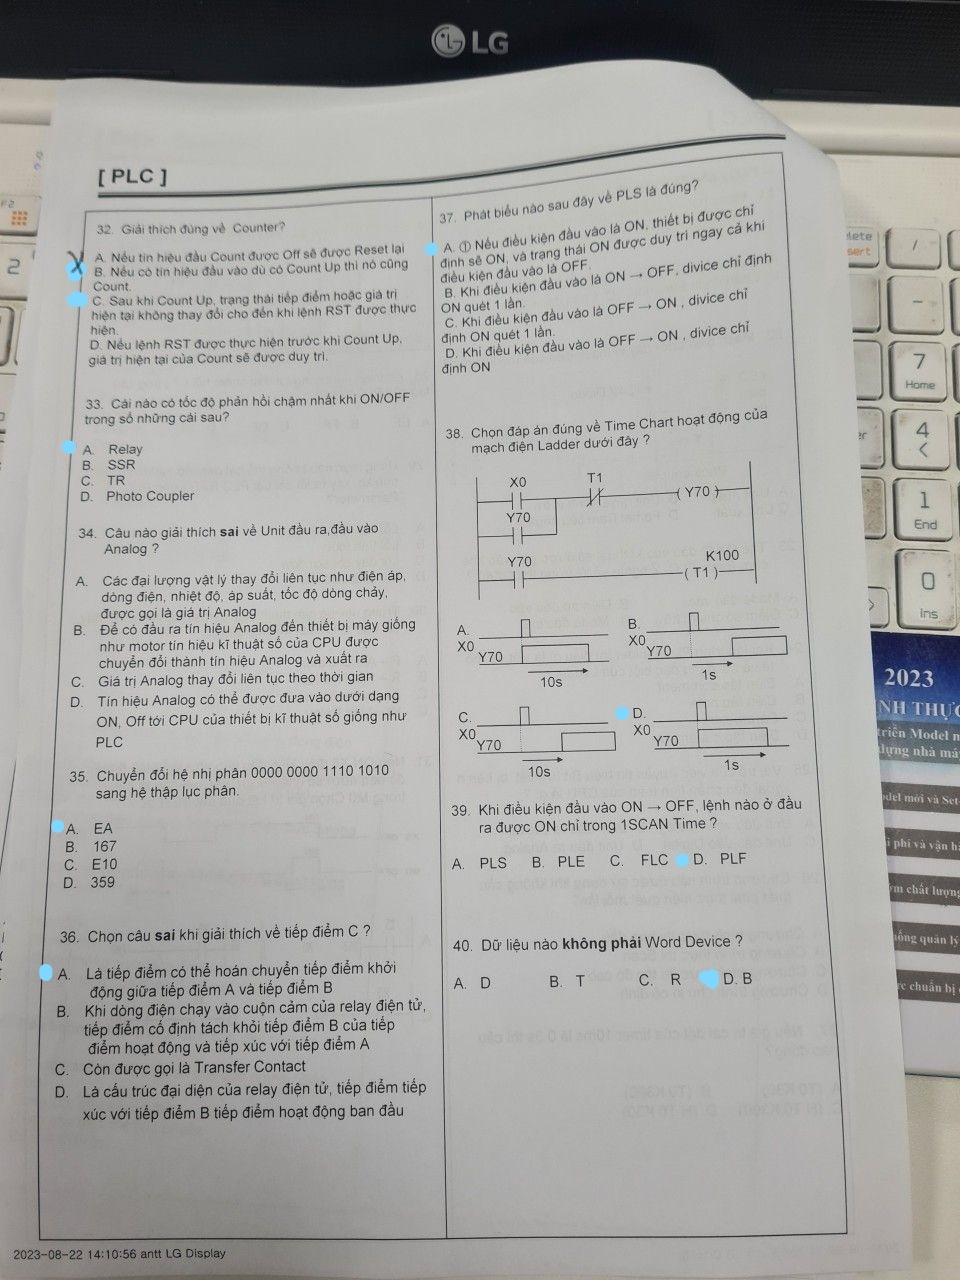 LG
[ PLC ]
32. Giải thích đúng về Counter?
A. Nếu tín hiệu đầu Count được Off sẽ được Reset lại
B. Nếu có tín hiệu đầu vào dù có Count Up thì nó cũng
Count.
C. Sau khi Count Up, trạng thái tiếp điểm hoặc giá trị
hiện tại không thay đổi cho đến khi lệnh RST được thực
hiện.
D. Nếu lệnh RST được thực hiện trước khi Count Up,
giá trị hiện tại của Count sẽ được duy trì.
33. Cái nào có tốc độ phản hồi chậm nhất khi ON/OFF
trong số những cái sau?
A. Relay
B. SSR
C. TR
D. Photo Coupler
34. Câu nào giải thích sai về Unit đầu ra,đầu vào
Analog ?
A. Các đại lượng vật lý thay đổi liên tục như điện áp,
dòng điện, nhiệt độ, áp suất, tốc độ dòng chảy,
được gọi là giá trị Analog
B. Để có đầu ra tín hiệu Analog đến thiết bị máy giống
như motor tín hiệu kĩ thuật số của CPU được
chuyển đổi thành tín hiệu Analog và xuất ra
C. Giá trị Analog thay đổi liên tục theo thời gian
D. Tín hiệu Analog có thể được đưa vào dưới dạng
ON, Off tới CPU của thiết bị kĩ thuật số giống như
PLC
35. Chuyển đổi hệ nhị phân 0000 0000 1110 1010
sang hệ thập lục phân.
A. EA
B. 167
C. E10
D. 359
36. Chọn câu sai khi giải thích về tiếp điểm C ?
A. Là tiếp điểm có thể hoán chuyển tiếp điểm khởi
động giữa tiếp điểm A và tiếp điểm B
B. Khi dòng điện chạy vào cuộn cảm của relay điện tử,
tiếp điểm cố định tách khỏi tiếp điểm B của tiếp
điểm hoạt động và tiếp xúc với tiếp điểm A
C. Còn được gọi là Transfer Contact
D. Là cấu trúc đại diện của relay điện tử, tiếp điểm tiếp
xúc với tiếp điểm B tiếp điểm hoạt động ban đầu
37. Phát biểu nào sau đây về PLS là đúng?
A. ① Nếu điều kiện đầu vào là ON, thiết bị được chỉ
định sẽ ON, và trạng thái ON được duy trì ngay cả khi
điều kiện đầu vào là OFF.
B. Khi điều kiện đầu vào là ON → OFF, divice chỉ định
ON quét 1 lần.
C. Khi điều kiện đầu vào là OFF → ON , divice chỉ
định ON quét 1 lần.
D. Khi điều kiện đầu vào là OFF → ON , divice chỉ
định ON
38. Chọn đáp án đúng về Time Chart hoạt động của
mạch điện Ladder dưới đây ?
X0 T1
( Y70 )
Y70
Y70 K100
( T1 )
A. B.
X0 X0
Y70 Y70
10s 1s
C. D.
X0 X0
Y70 Y70
10s 1s
39. Khi điều kiện đầu vào ON → OFF, lệnh nào ở đầu
ra được ON chỉ trong 1SCAN Time ?
A. PLS B. PLE C. FLC D. PLF
40. Dữ liệu nào không phải Word Device ?
A. D B. T C. R D. B
2023-08-22 14:10:56 antt LG Display
F2
2
/
7
Home
4
1
End
0
Ins
2023